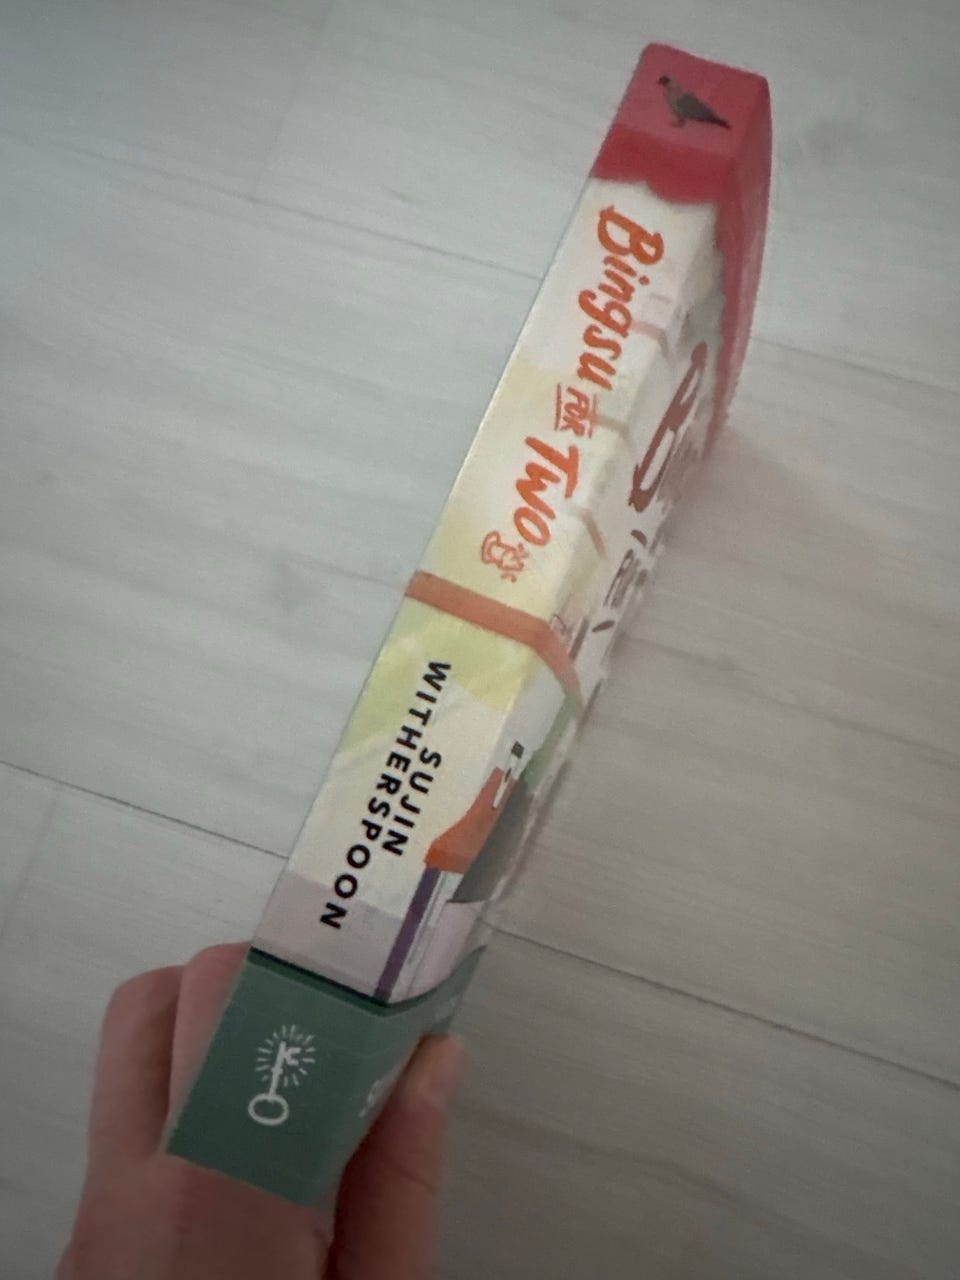 Bingsu FOR TWO
SUJIN
WITHERSPOON